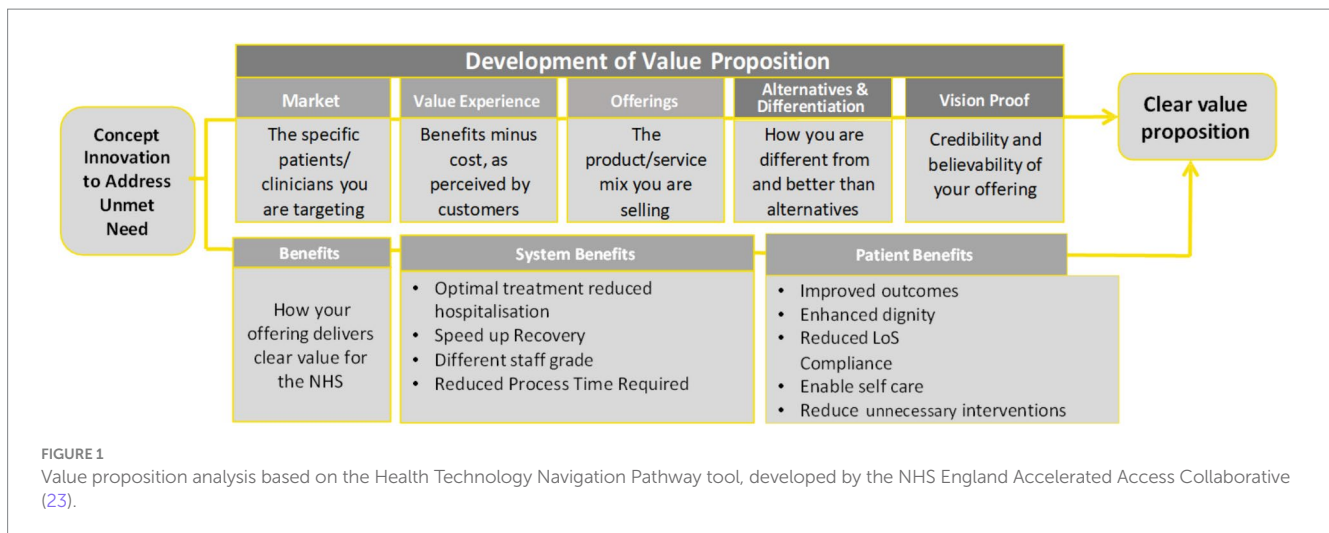 Development of Value Proposition
Concept
Innovation
to Address
Unmet
Need
Market
The specific
patients/
clinicians you
are targeting
Value Experience
Benefits minus
cost, as
perceived by
customers
Offerings
The
product/service
mix you are
selling
Alternatives &
Differentiation
How you are
different from
and better than
alternatives
Vision Proof
Credibility and
believability of
your offering
Clear value
proposition
Benefits
How your
offering delivers
clear value for
the NHS
System Benefits
• Optimal treatment reduced
hospitalisation
• Speed up Recovery
• Different staff grade
• Reduced Process Time Required
Patient Benefits
• Improved outcomes
• Enhanced dignity
• Reduced LoS
Compliance
• Enable self care
• Reduce unnecessary interventions
FIGURE 1
Value proposition analysis based on the Health Technology Navigation Pathway tool, developed by the NHS England Accelerated Access Collaborative
(23).